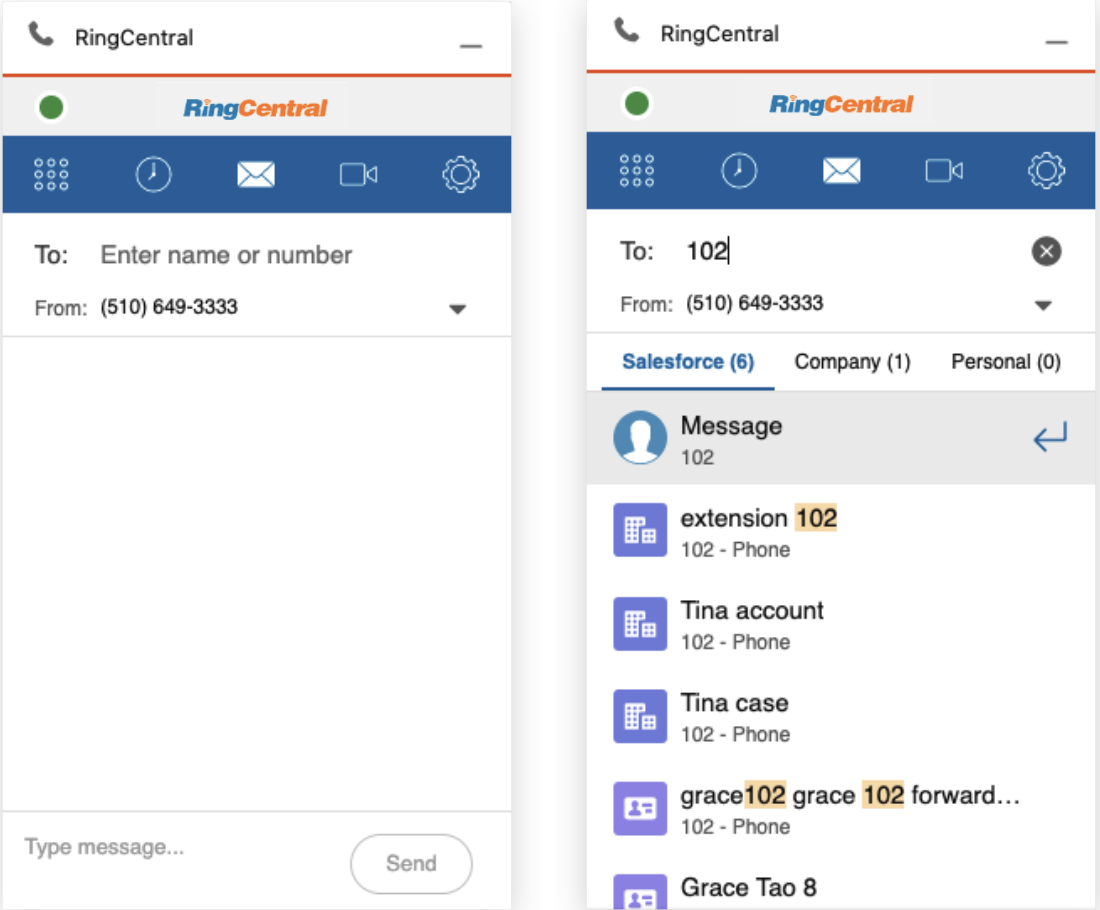 RingCentral
RingCentral
To: Enter name or number
From: (510) 649-3333
Type message...
Send
RingCentral
RingCentral
To: 102
From: (510) 649-3333
Salesforce (6) Company (1) Personal (0)
Message
102
extension 102
102 - Phone
Tina account
102 - Phone
Tina case
102 - Phone
grace102 grace 102 forward...
102 - Phone
Grace Tao 8